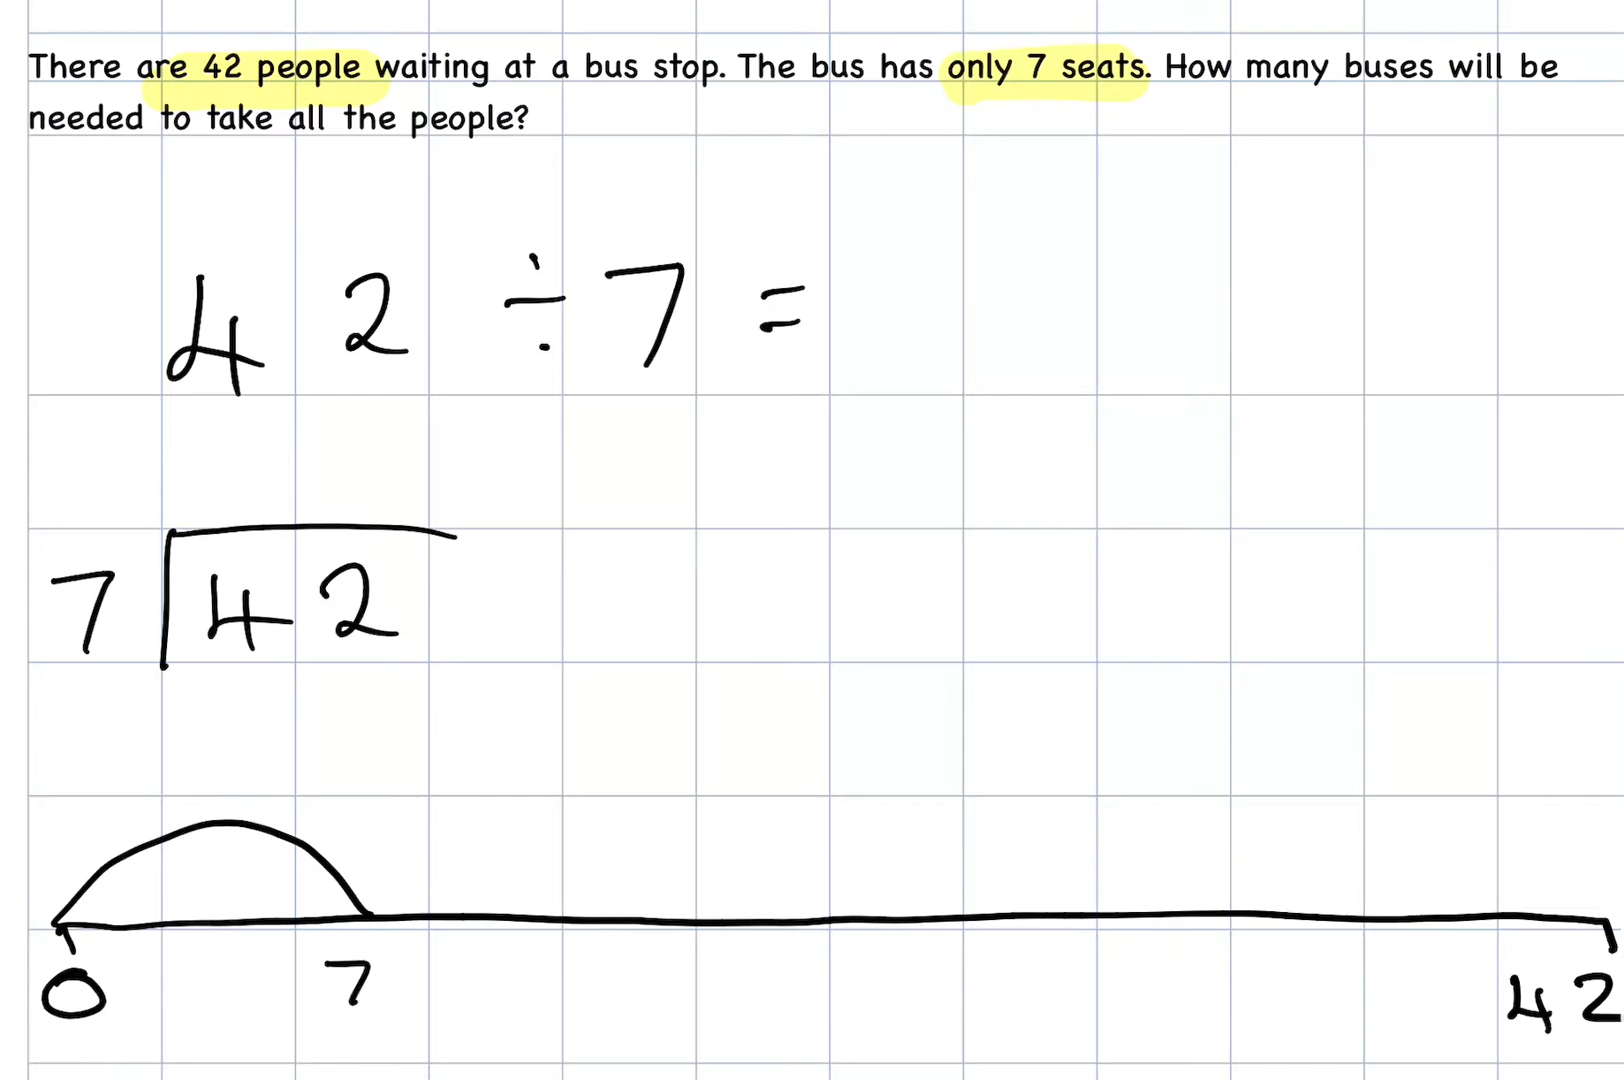 There are 42 people waiting at a bus stop. The bus has only 7 seats. How many buses will be
needed to take all the people?
42 ÷ 7 =
7 42
0 7 42